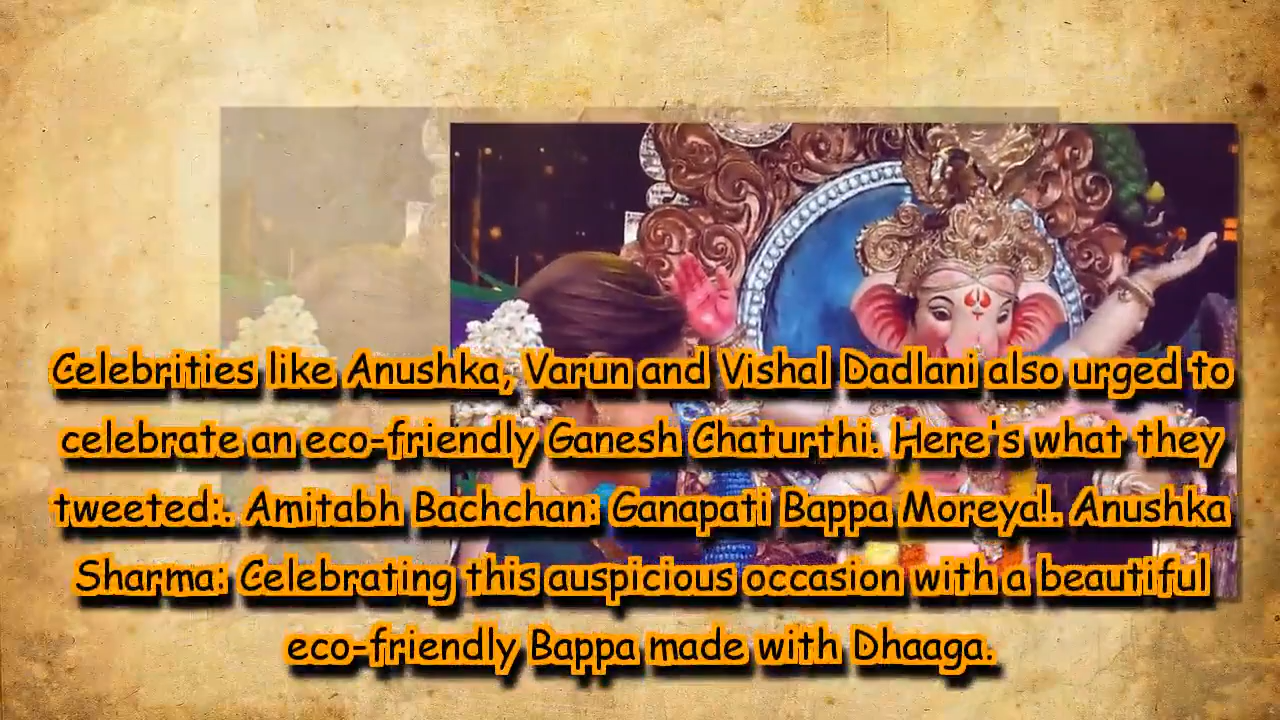 Celebrities like Anushka, Varun and Vishal Dadlani also urged to
celebrate an eco-friendly Ganesh Chaturthi. Here's what they
tweeted:. Amitabh Bachchan: Ganapati Bappa Moreya!. Anushka
Sharma: Celebrating this auspicious occasion with a beautiful
eco-friendly Bappa made with Dhaaga.